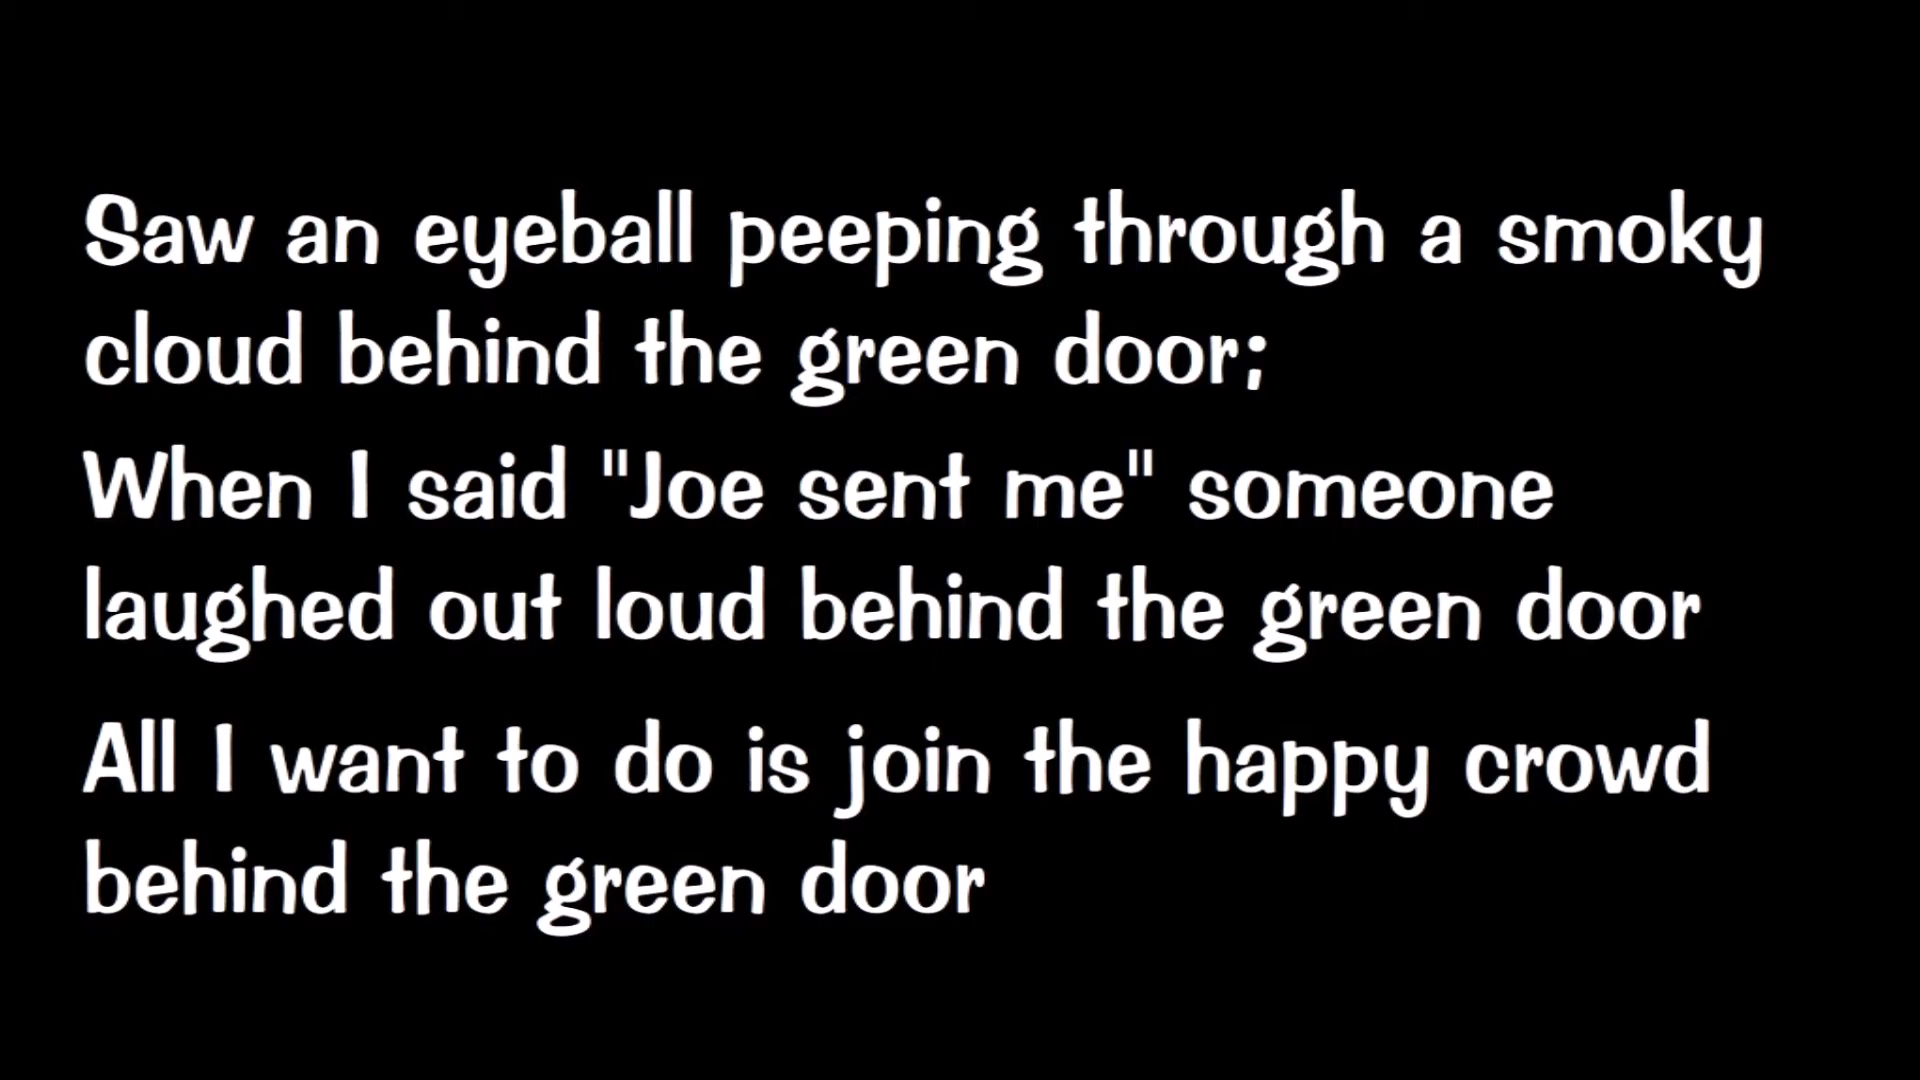 Saw an eyeball peeping through a smoky
cloud behind the green door;
When I said "Joe sent me" someone
laughed out loud behind the green door
All I want to do is join the happy crowd
behind the green door